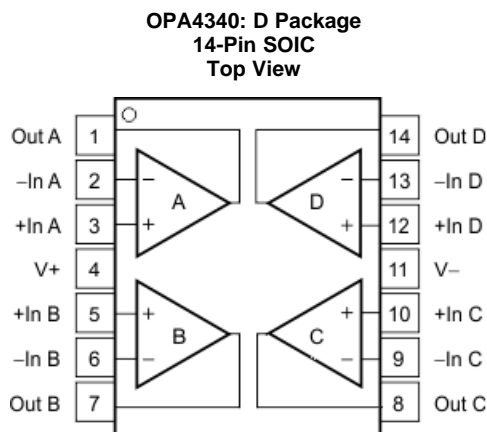 OPA4340: D Package
14-Pin SOIC
Top View
Out A 1 14 Out D
–In A 2 – – 13 –In D
A D
+In A 3 + + 12 +In D
V+ 4 11 V–
+In B 5 + + 10 +In C
B C
–In B 6 – – 9 –In C
Out B 7 8 Out C